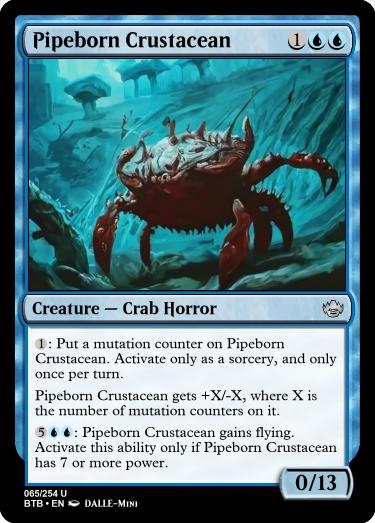 Pipeborn Crustacean 1
Creature — Crab Horror
1: Put a mutation counter on Pipeborn
Crustacean. Activate only as a sorcery, and only
once per turn.
Pipeborn Crustacean gets +X/-X, where X is
the number of mutation counters on it.
5: Pipeborn Crustacean gains flying.
Activate this ability only if Pipeborn Crustacean
has 7 or more power.
0/13
065/254 U
BTB • EN DALLE-Mini